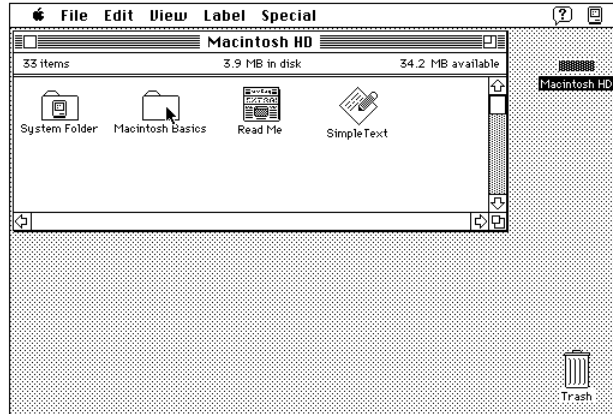 File Edit View Label Special
Macintosh HD
33 items 3.9 MB in disk 34.2 MB available
Macintosh HD
System Folder Macintosh Basics Read Me SimpleText
Trash